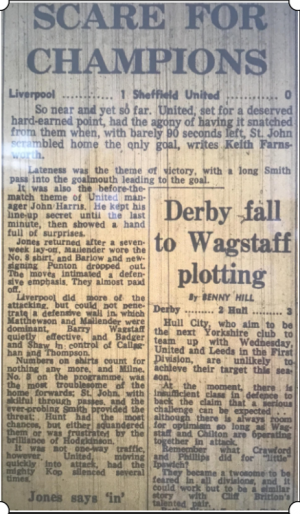 SCARE FOR
CHAMPIONS
Liverpool ............ 1 Sheffield United ............ 0
So near and yet so far. United, set for a deserved
hard-earned point, had the agony of having it snatched
from them when, with barely 90 seconds left, St. John
scrambled home the only goal, writes Keith Farns-
worth.
Lateness was the theme of victory, with a long Smith
pass into the goalmouth leading to the goal.
It was also the before-the-
match theme of United man-
ager John Harris. He kept his
line-up secret until the last
minute, then showed a hand
full of surprises.
Jones returned after a seven-
week lay-off, Mallender wore the
No. 8 shirt, and Barlow and new-
signing Punton dropped out.
The move intimated a defen-
sive emphasis. They almost paid
off.
Liverpool did more of the
attacking, but could not pene-
trate a defensive wall in which
Matthewson and Mallender were
dominant, Harry Wagstaff
quietly effective, and Badger
and Shaw in control of Callag-
han and Thompson.
Numbers on shirts count for
nothing any more, and Milne,
No. 8 on the programme, was
the most troublesome of the
home forwards; St. John, with
skilful through passes, and the
ever-probing Smith provided the
threat. Hunt had the most
chances, but either squandered
them or was frustrated by the
brilliance of Hodgkinson.
It was not one-way traffic,
however, United, moving
quickly into attack, had the
mighty Kop silenced several
times.
Jones says 'in'
Derby fall
to Wagstaff
plotting
By BENNY HILL
Derby ......... 2 Hull ......... 3
Hull City, who aim to be
the next Yorkshire club to
team up with Wednesday,
United and Leeds in the First
Division, are unlikely to
achieve their target this sea-
son.
At the moment, there is
insufficient class in defence to
back the claim that a serious
challenge can be expected . . .
although there is always room
for optimism so long as Wag-
staff and Chilton are operating
together in attack.
Remember what Crawford
and Phillips did for "little"
Ipswich?
They became a twosome to be
feared in all divisions, and it
could work out to be a similar
story with Cliff Britton's
talented pair.